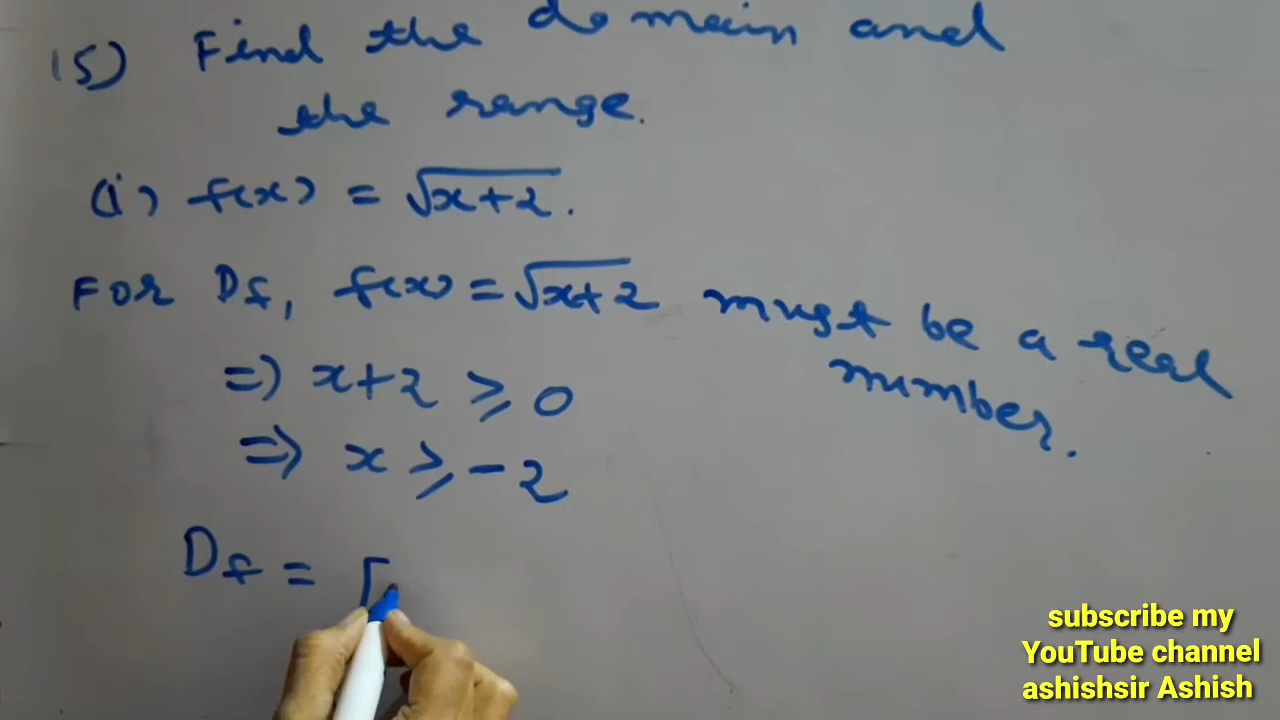 15) Find the domain and
the range.
(i) f(x) = √x+2.
For Df, f(x) = √x+2 must be a real
number.
=> x+2 ≥ 0
=> x ≥ -2
Df = [
subscribe my
YouTube channel
ashishsir Ashish